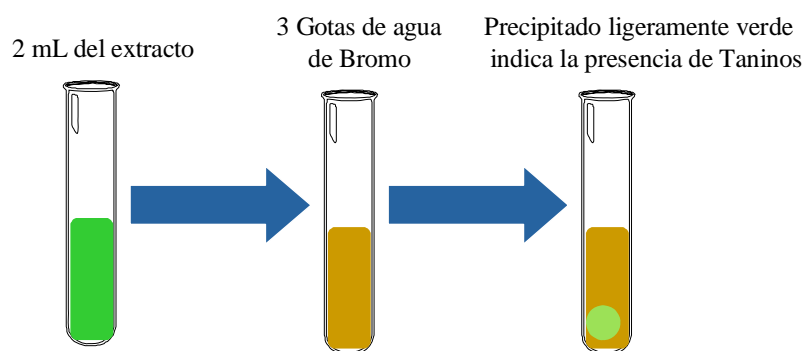 2 mL del extracto
3 Gotas de agua
de Bromo
Precipitado ligeramente verde
indica la presencia de Taninos